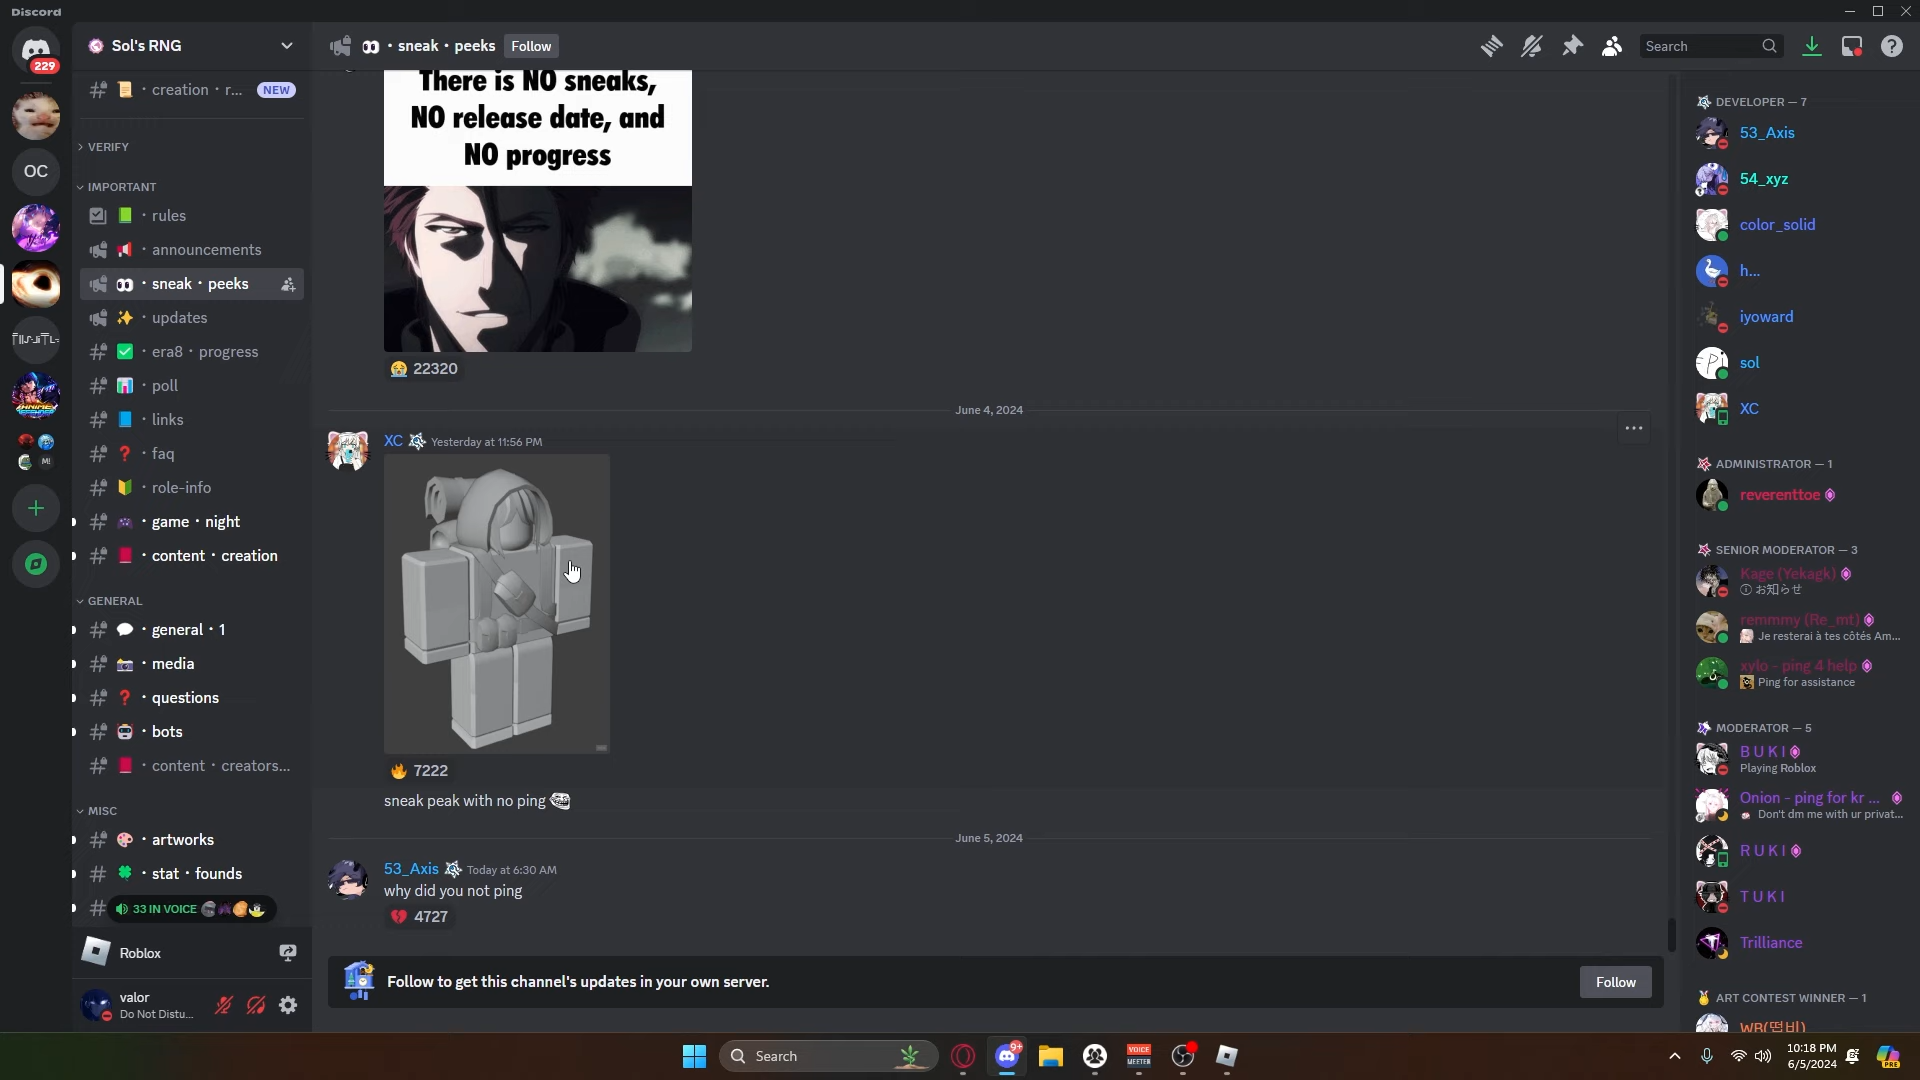 Discord
229
OC
Sol's RNG
creation • r...
NEW
VERIFY
IMPORTANT
• rules
• announcements
• sneak • peeks
• updates
• era8 • progress
• poll
• links
• faq
• role-info
• game • night
• content • creation
GENERAL
• general • 1
• media
• questions
• bots
• content • creators...
MISC
• artworks
• stat • founds
33 IN VOICE
Roblox
valor
Do Not Distu...
• sneak • peeks
Follow
Search
There is NO sneaks,
NO release date, and
NO progress
22320
June 4, 2024
XC
Yesterday at 11:56 PM
7222
sneak peak with no ping
June 5, 2024
53_Axis
Today at 6:30 AM
why did you not ping
4727
Follow to get this channel's updates in your own server.
Follow
DEVELOPER — 7
53_Axis
54_xyz
color_solid
h...
iyoward
sol
XC
ADMINISTRATOR — 1
reverenttoe
SENIOR MODERATOR — 3
Kage (Yekagk)
お知らせ
remmmy (Re_mt)
Je resterai à tes côtés Am...
xylo - ping 4 help
Ping for assistance
MODERATOR — 5
B U K I
Playing Roblox
Onion - ping for kr ...
Don't dm me with ur privat...
R U K I
T U K I
Trilliance
ART CONTEST WINNER — 1
WB(떱비)
Search
9+
VOICE
MEETER
10:18 PM
6/5/2024
PRE